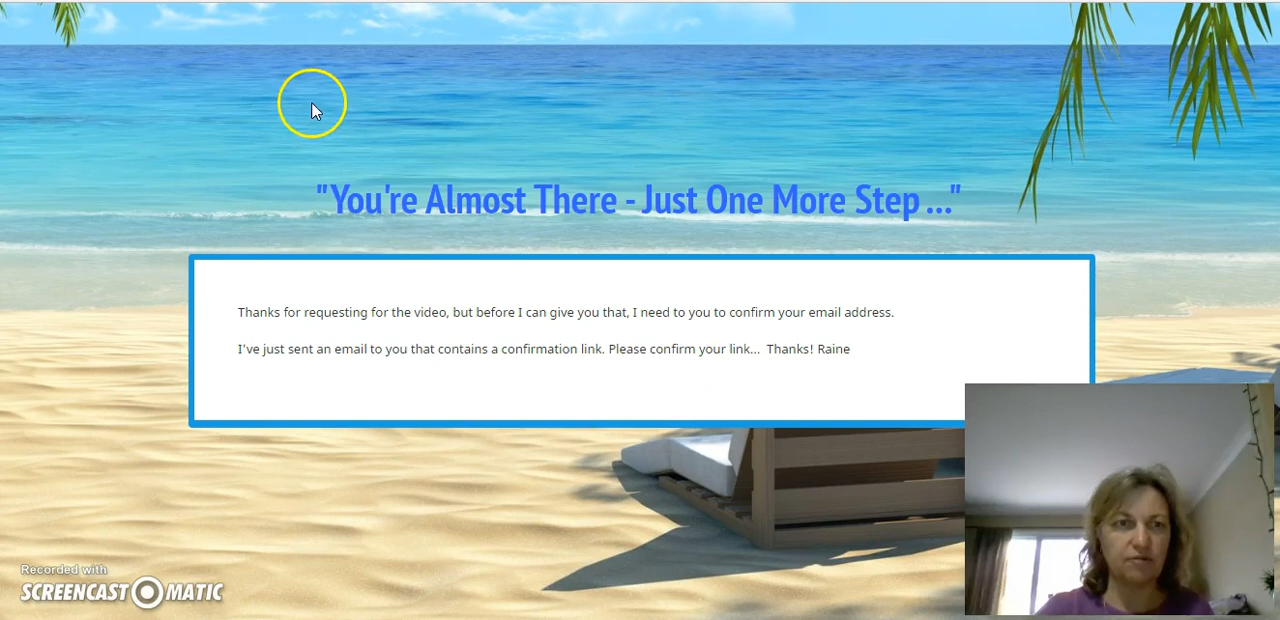 "You're Almost There - Just One More Step ..."
Thanks for requesting for the video, but before I can give you that, I need to you to confirm your email address.
I've just sent an email to you that contains a confirmation link. Please confirm your link... Thanks! Raine
Recorded with
SCREENCAST MATIC